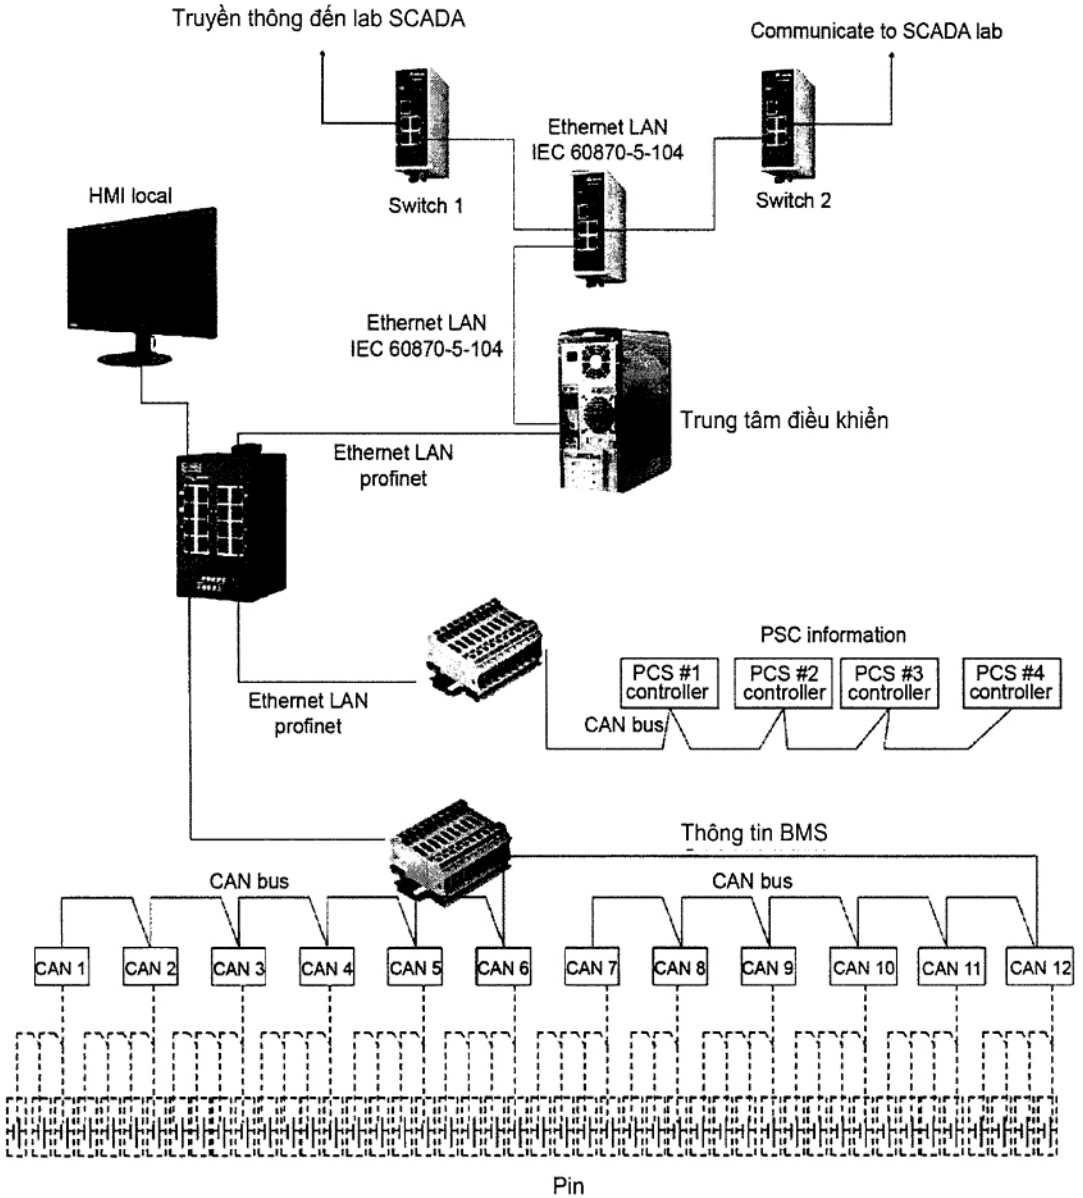 Truyền thông đến lab SCADA
Communicate to SCADA lab
Ethernet LAN
IEC 60870-5-104
Switch 1
Switch 2
HMI local
Ethernet LAN
IEC 60870-5-104
Trung tâm điều khiển
Ethernet LAN
profinet
PSC information
PCS #1
controller
PCS #2
controller
PCS #3
controller
PCS #4
controller
Ethernet LAN
profinet
CAN bus
Thông tin BMS
CAN bus
CAN bus
CAN 1
CAN 2
CAN 3
CAN 4
CAN 5
CAN 6
CAN 7
CAN 8
CAN 9
CAN 10
CAN 11
CAN 12
Pin